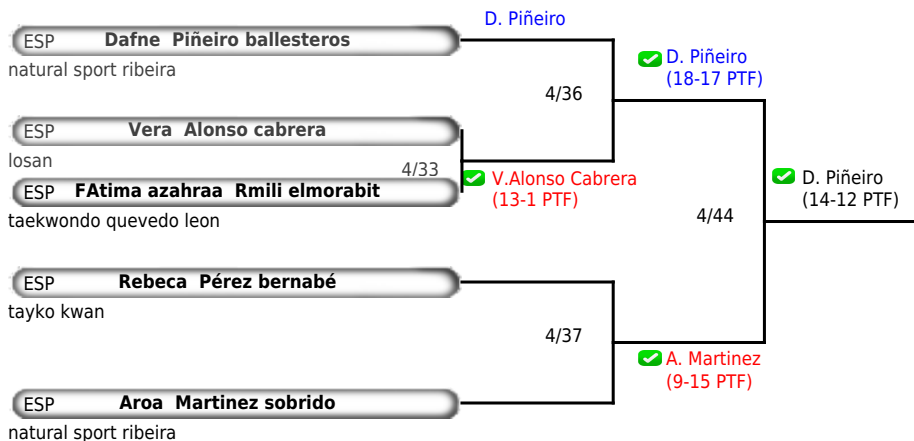 D. Piñeiro
ESP Dafne Piñeiro ballesteros
natural sport ribeira
D. Piñeiro
(18-17 PTF)
4/36
ESP Vera Alonso cabrera
losan
4/33
V.Alonso Cabrera
(13-1 PTF)
ESP FAtima azahraa Rmili elmorabit
taekwondo quevedo leon
D. Piñeiro
(14-12 PTF)
4/44
ESP Rebeca Pérez bernabé
tayko kwan
4/37
A. Martinez
(9-15 PTF)
ESP Aroa Martinez sobrido
natural sport ribeira